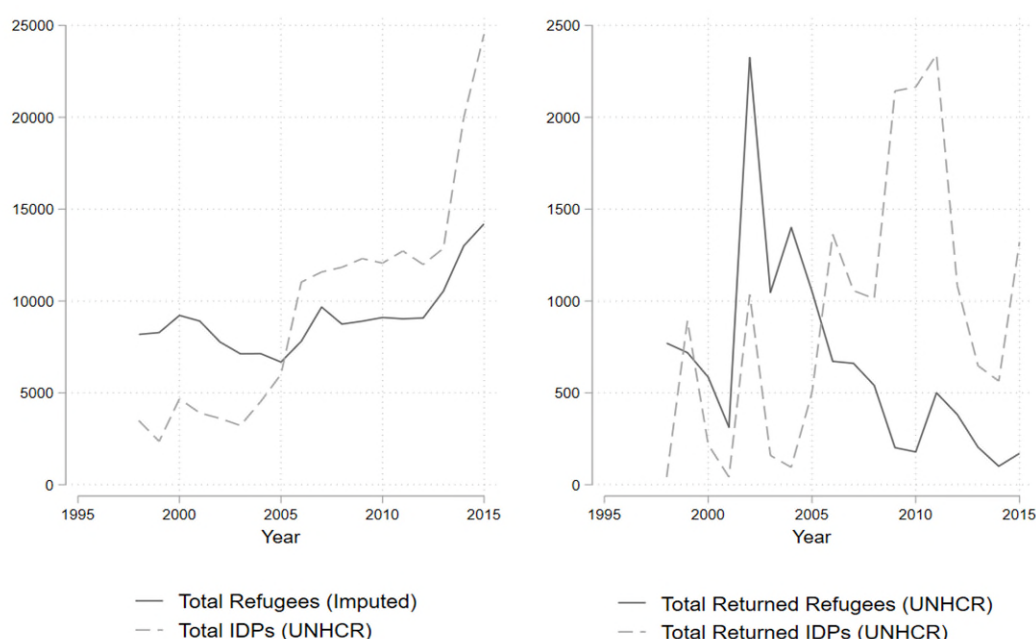 25000
20000
15000
10000
5000
0
1995 2000 2005 2010 2015
Year
Total Refugees (Imputed)
Total IDPs (UNHCR)
2500
2000
1500
1000
500
0
1995 2000 2005 2010 2015
Year
Total Returned Refugees (UNHCR)
Total Returned IDPs (UNHCR)